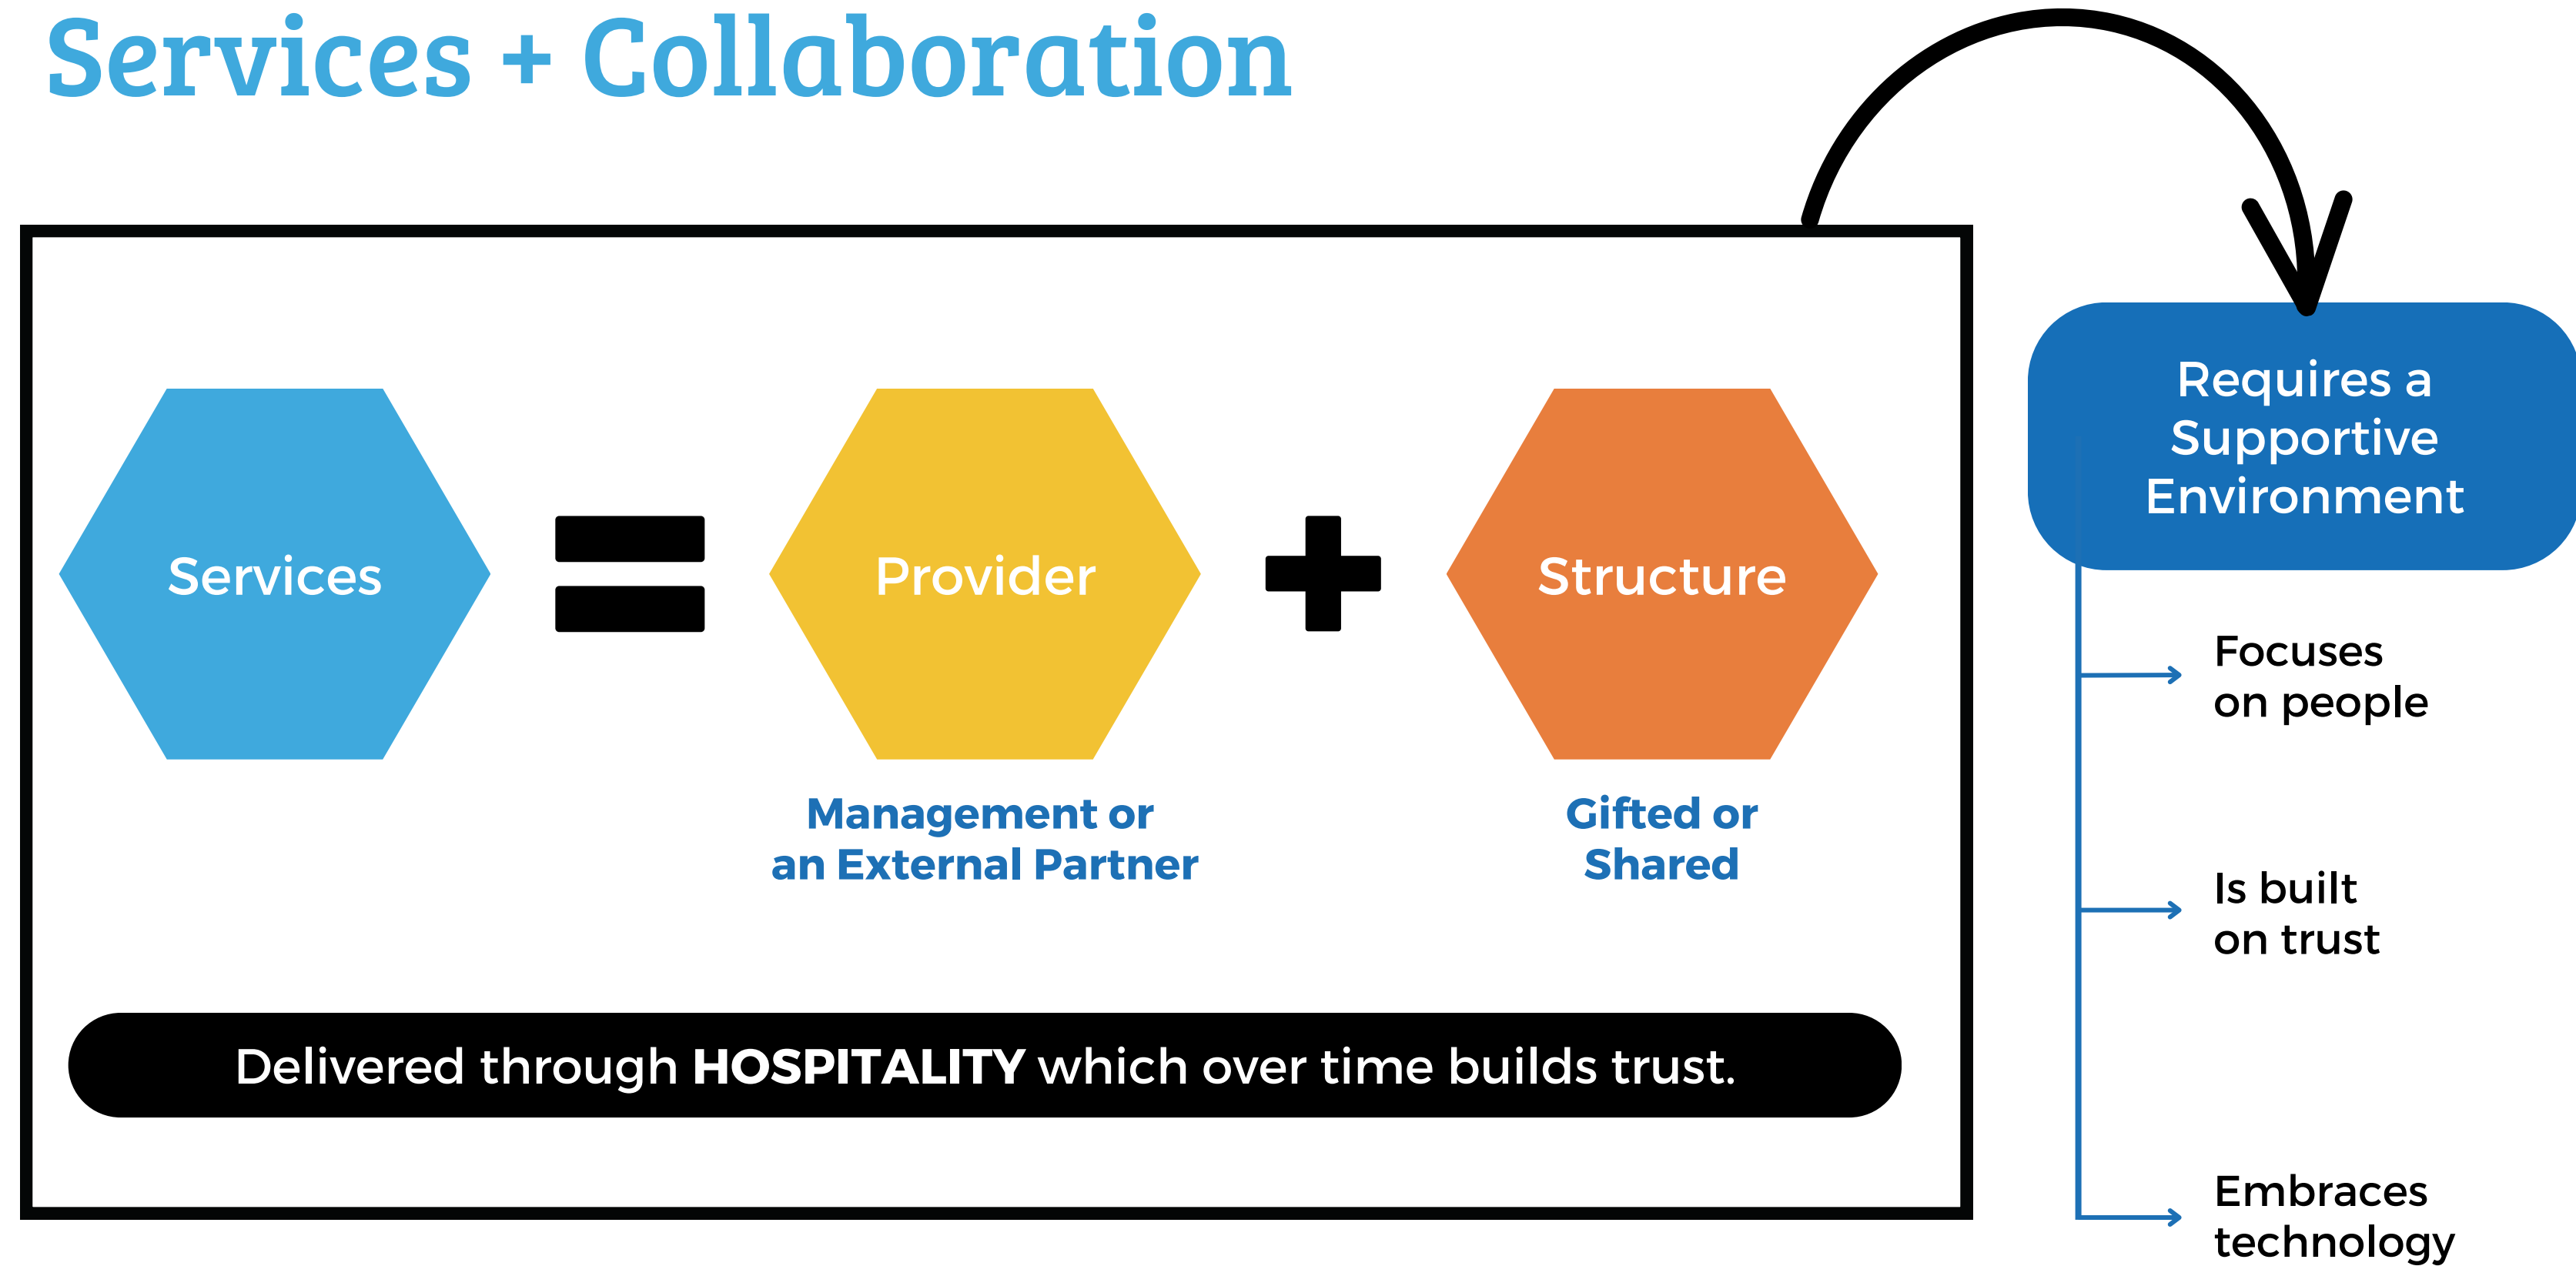 Services + Collaboration
Services
Provider
Structure
Management or
an External Partner
Gifted or
Shared
Delivered through HOSPITALITY which over time builds trust.
Requires a
Supportive
Environment
Focuses
on people
Is built
on trust
Embraces
technology